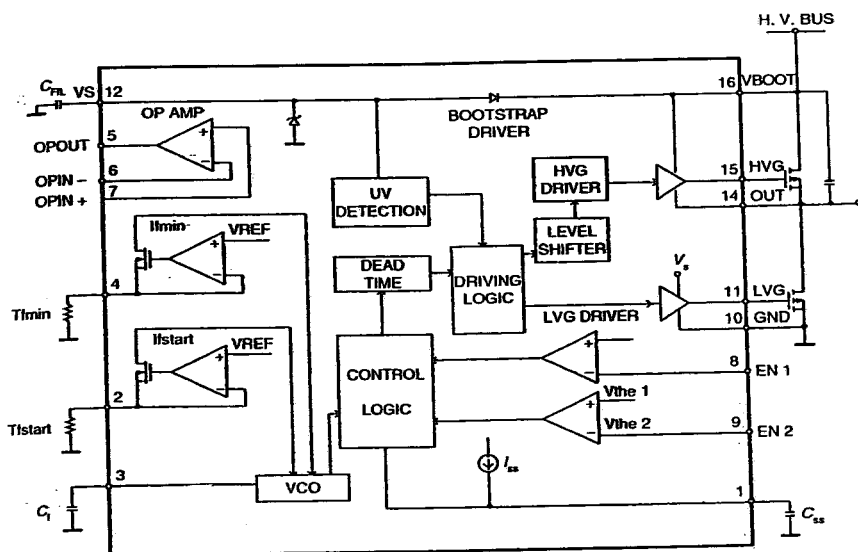 H. V. BUS
CFIL VS 12
16 VBOOT
OP AMP
BOOTSTRAP
DRIVER
OPOUT 5
OPIN - 6
OPIN + 7
HVG
DRIVER
15 HVG
14 OUT
UV
DETECTION
LEVEL
SHIFTER
Ifmin
VREF
4
Tfmin
DEAD
TIME
DRIVING
LOGIC
Vs
11 LVG
10 GND
LVG DRIVER
Ifstart
VREF
2
Tfstart
CONTROL
LOGIC
8 EN 1
Vthe 1
Vthe 2
9 EN 2
Iss
3
Cf
VCO
1
Css